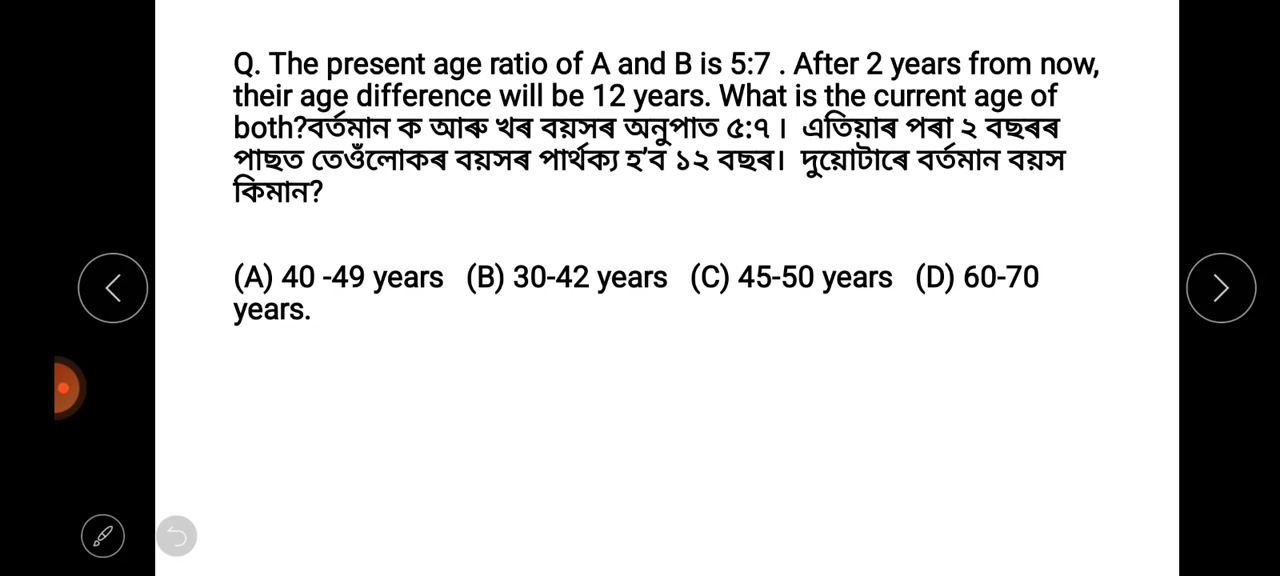 Q. The present age ratio of A and B is 5:7 . After 2 years from now,
their age difference will be 12 years. What is the current age of
both?বৰ্তমান ক আৰু খৰ বয়সৰ অনুপাত ৫:৭ । এতিয়াৰ পৰা ২ বছৰৰ
পাছত তেওঁলোকৰ বয়সৰ পাৰ্থক্য হ'ব ১২ বছৰ। দুয়োটাৰে বৰ্তমান বয়স
কিমান?
(A) 40 -49 years (B) 30-42 years (C) 45-50 years (D) 60-70
years.